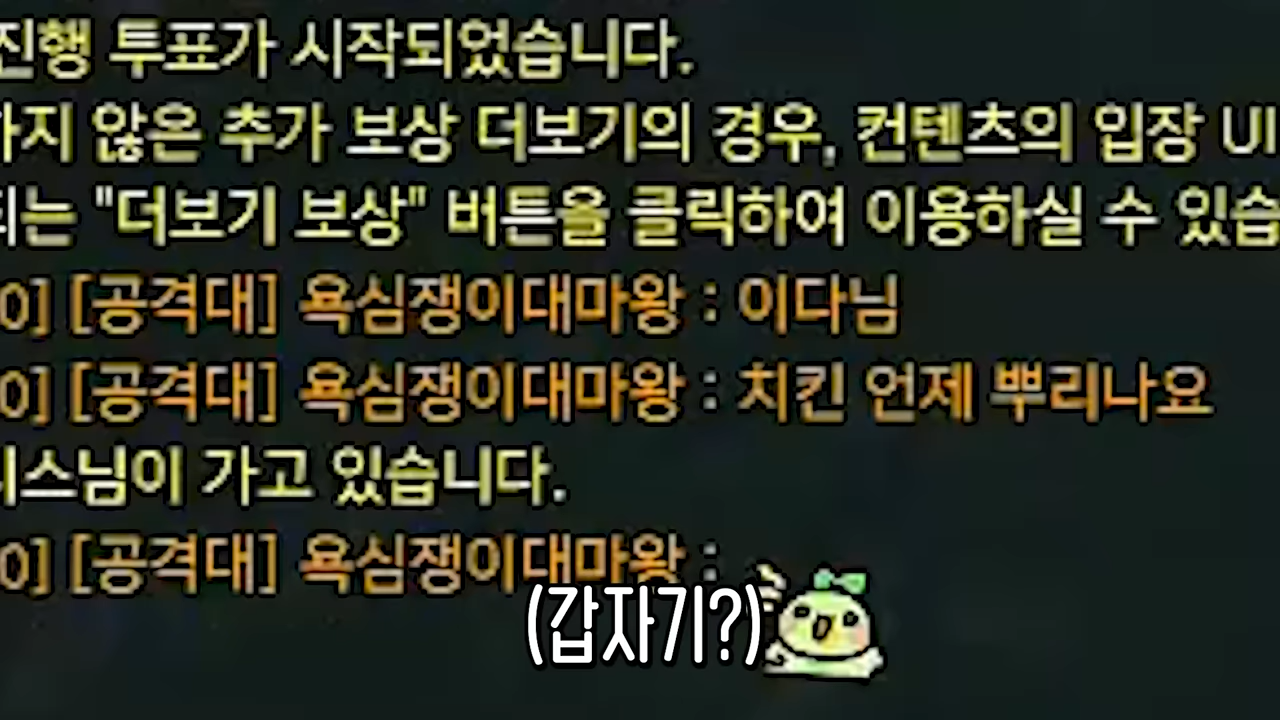 진행 투표가 시작되었습니다.
하지 않은 추가 보상 더보기의 경우, 컨텐츠의 입장 UI
되는 "더보기 보상" 버튼을 클릭하여 이용하실 수 있습
0] [공격대] 욕심쟁이대마왕 : 이다님
0] [공격대] 욕심쟁이대마왕 : 치킨 언제 뿌리나요
스님이 가고 있습니다.
0] [공격대] 욕심쟁이대마왕 :
(갑자기?)